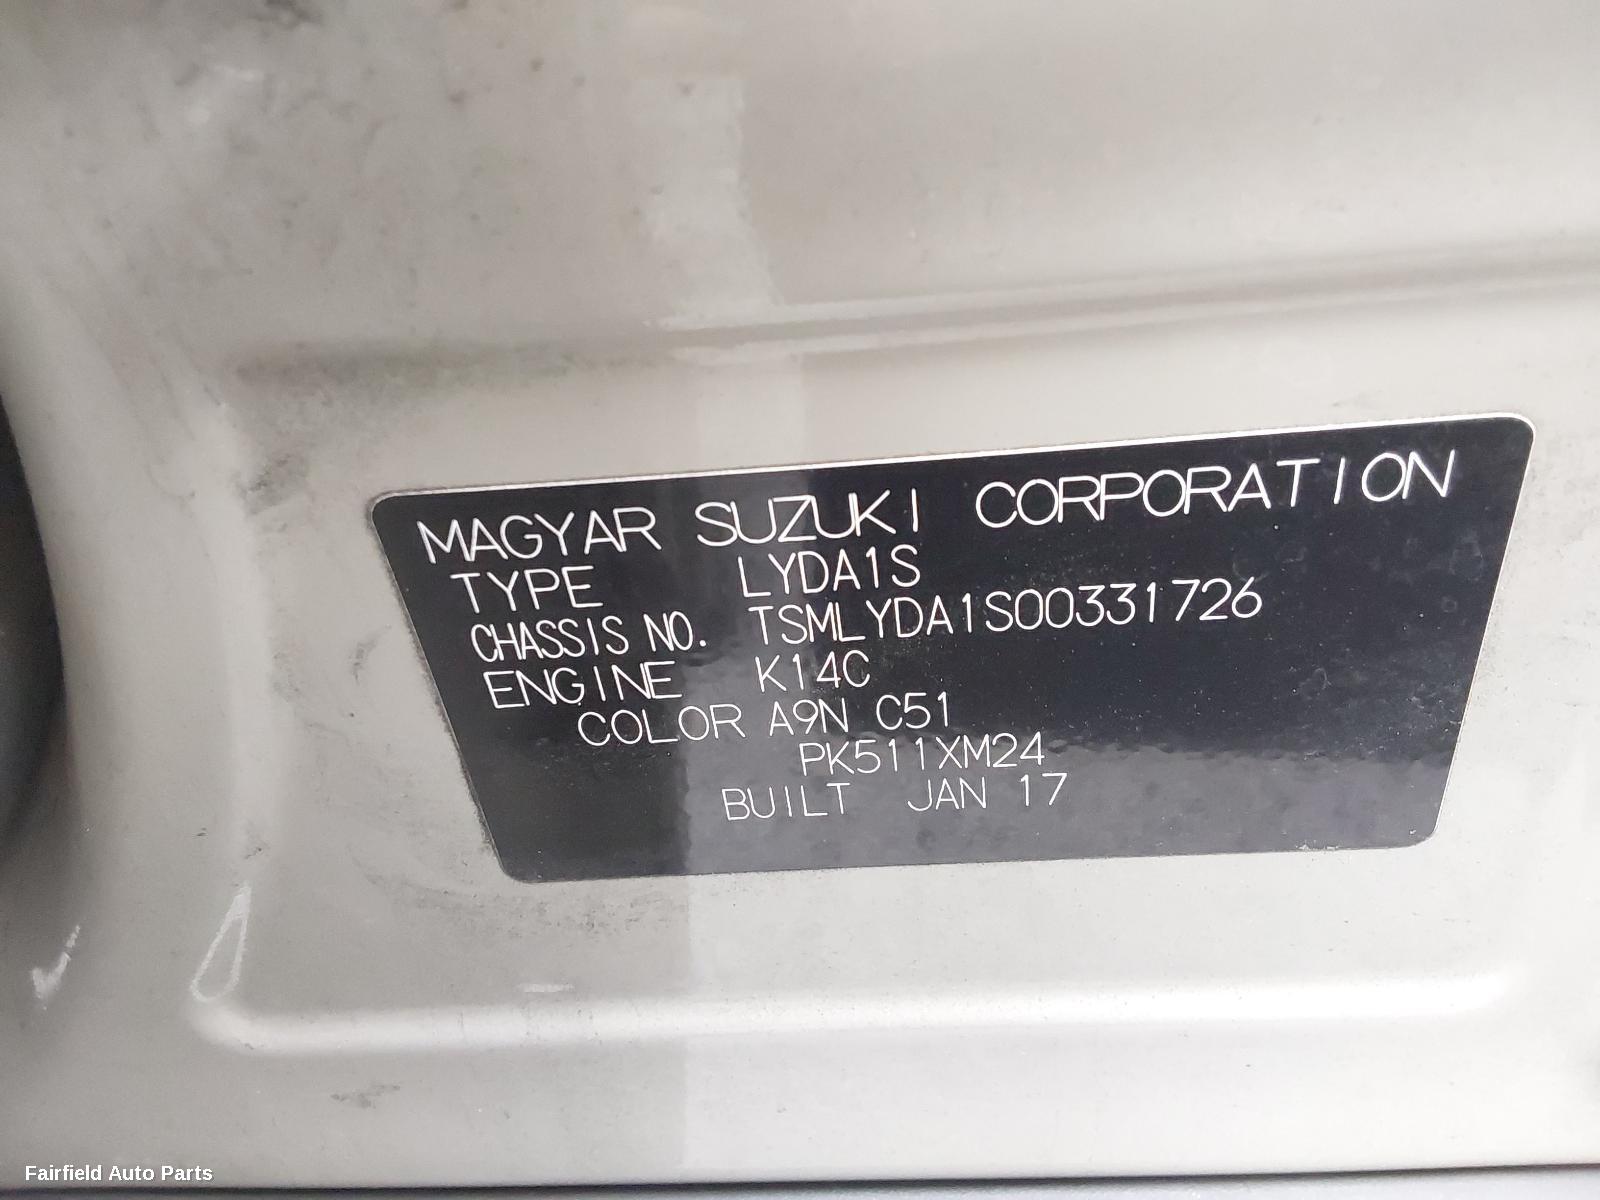 MAGYAR SUZUKI CORPORATION
TYPE LYDA1S
CHASSIS NO. TSMLYDA1S00331726
ENGINE K14C
COLOR A9N C51
PK511XM24
BUILT JAN 17
Fairfield Auto Parts